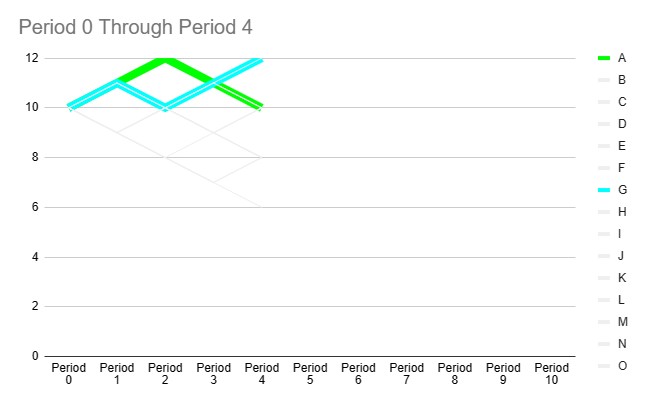 Period 0 Through Period 4
12
10
8
6
4
2
0
Period 0
Period 1
Period 2
Period 3
Period 4
Period 5
Period 6
Period 7
Period 8
Period 9
Period 10
A
B
C
D
E
F
G
H
I
J
K
L
M
N
O